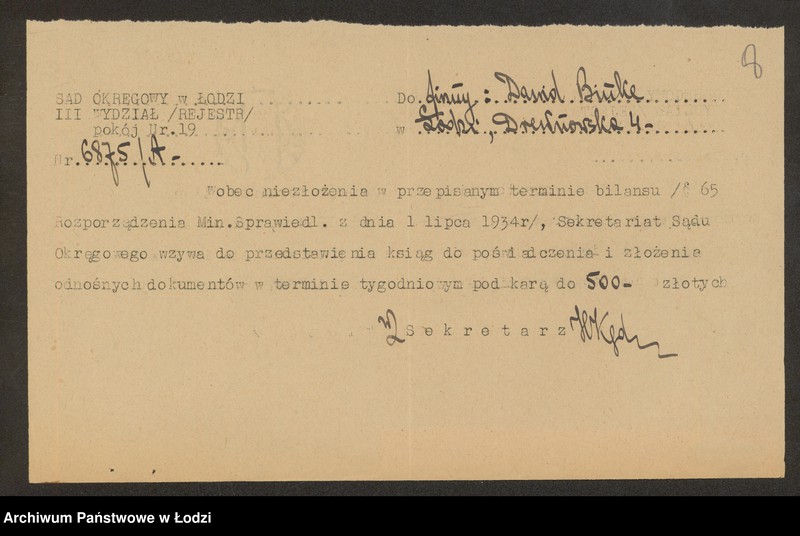 8
SĄD OKRĘGOWY w ŁODZI
III WYDZIAŁ /REJESTR/
pokój Nr. 19
Nr. 6875/A-
Do firmy: Dawid Binke
w Łodzi, Drewnowska 4-
Wobec niezłożenia w przepisanym terminie bilansu /§ 65
Rozporządzenia Min.Sprawiedl. z dnia 1 lipca 1934r/, Sekretariat Sądu
Okręgowego wzywa do przedstawienia ksiąg do poświadczenia i złożenia
odnośnych dokumentów w terminie tygodniowym pod karą do 500- złotych
Sekretarz
Archiwum Państwowe w Łodzi